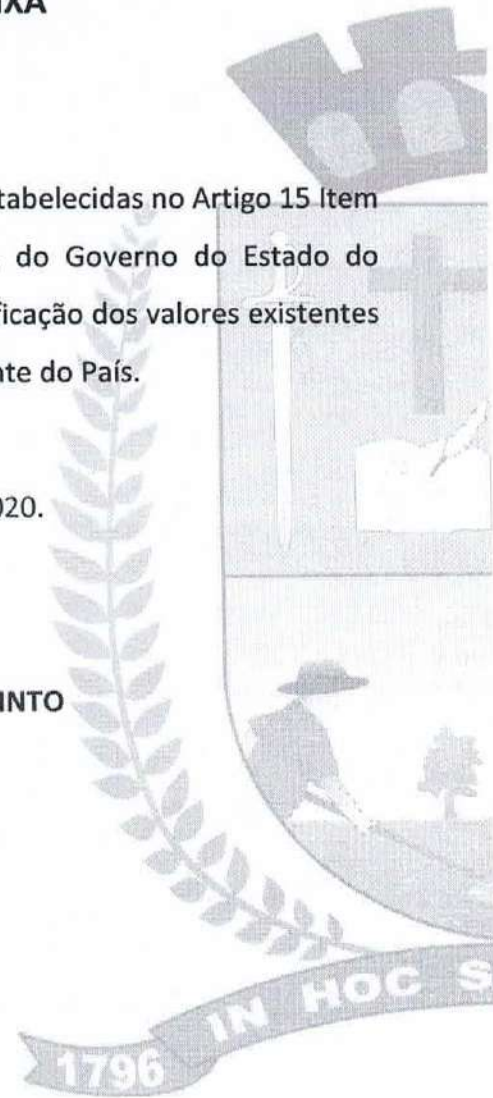 IXA
tabelecidas no Artigo 15 Item
do Governo do Estado do
ficação dos valores existentes
nte do País.
020.
INTO
IN HOC S
1796